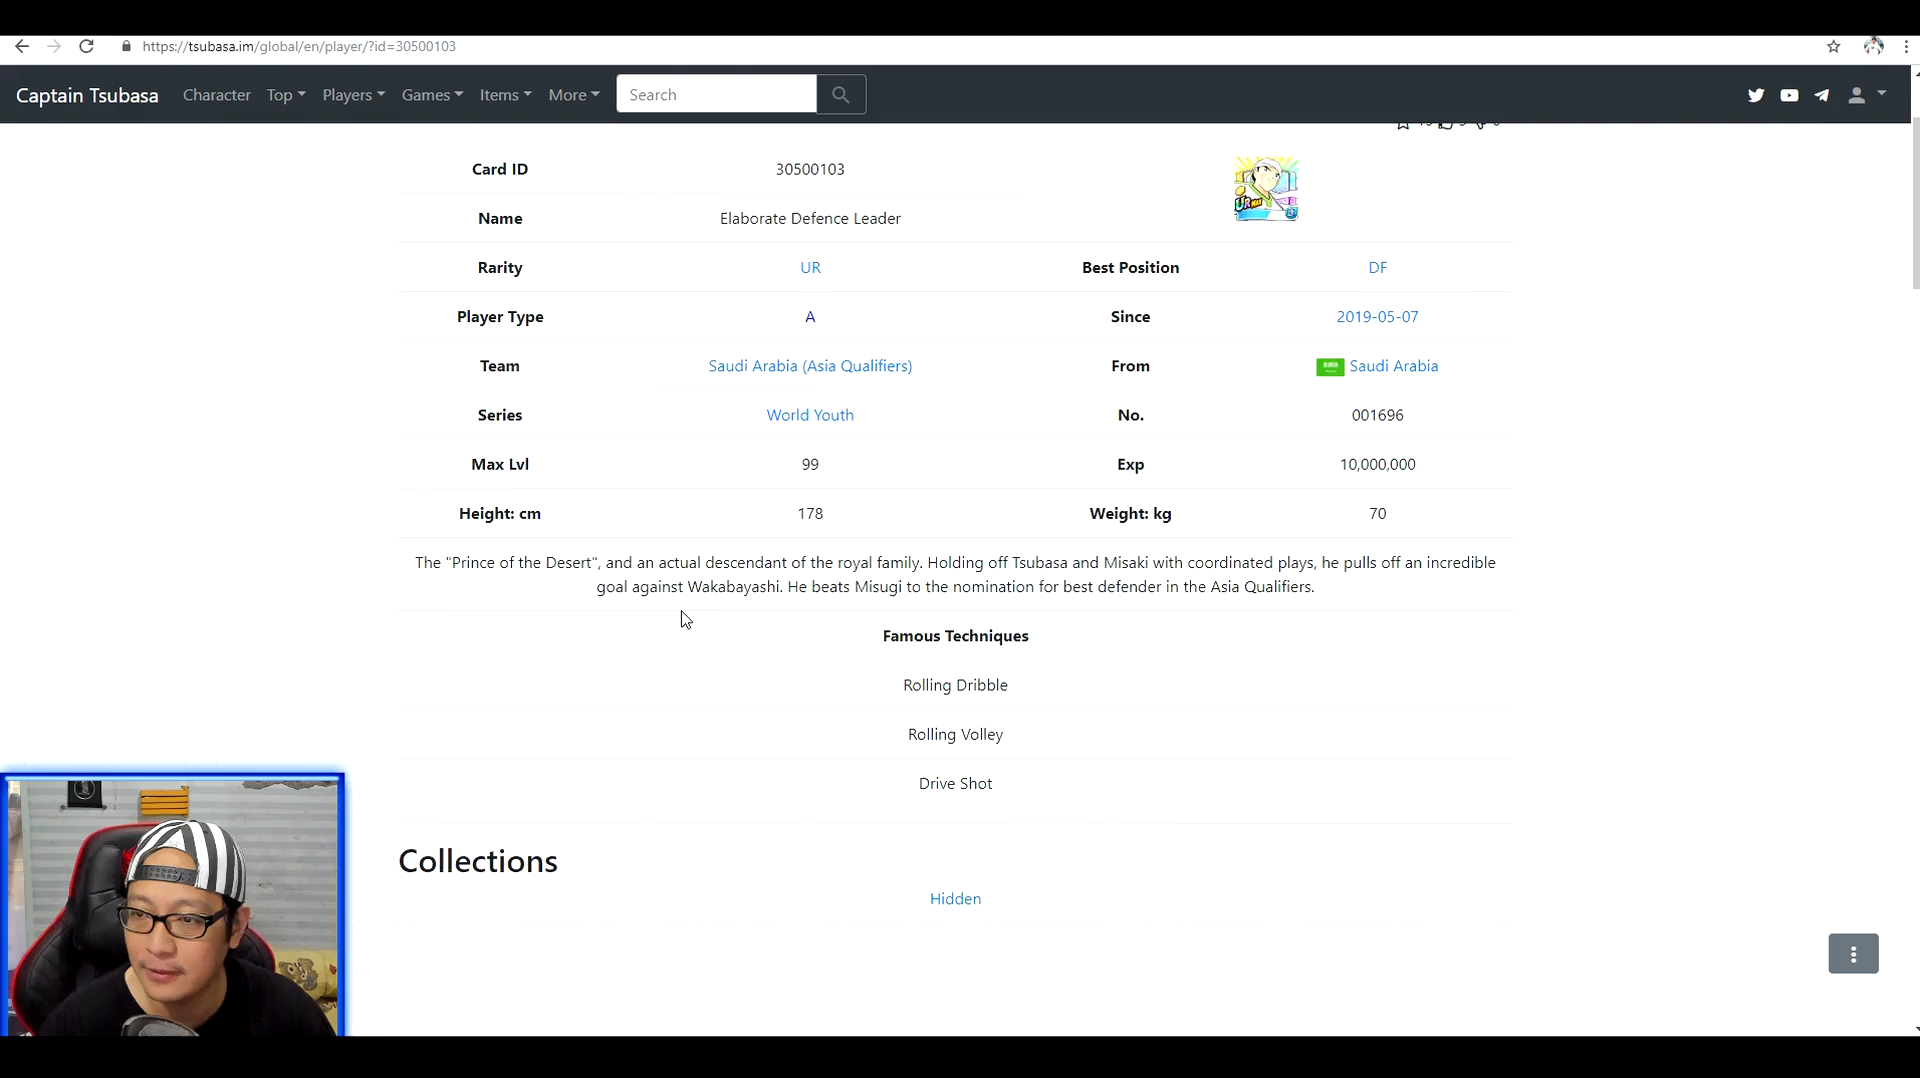 https://tsubasa.im/global/en/player/?id=30500103
Captain Tsubasa Character Top Players Games Items More Search
Card ID 30500103
Name Elaborate Defence Leader
Rarity UR Best Position DF
Player Type A Since 2019-05-07
Team Saudi Arabia (Asia Qualifiers) From Saudi Arabia
Series World Youth No. 001696
Max Lvl 99 Exp 10,000,000
Height: cm 178 Weight: kg 70
The "Prince of the Desert", and an actual descendant of the royal family. Holding off Tsubasa and Misaki with coordinated plays, he pulls off an incredible
goal against Wakabayashi. He beats Misugi to the nomination for best defender in the Asia Qualifiers.
Famous Techniques
Rolling Dribble
Rolling Volley
Drive Shot
Collections
Hidden